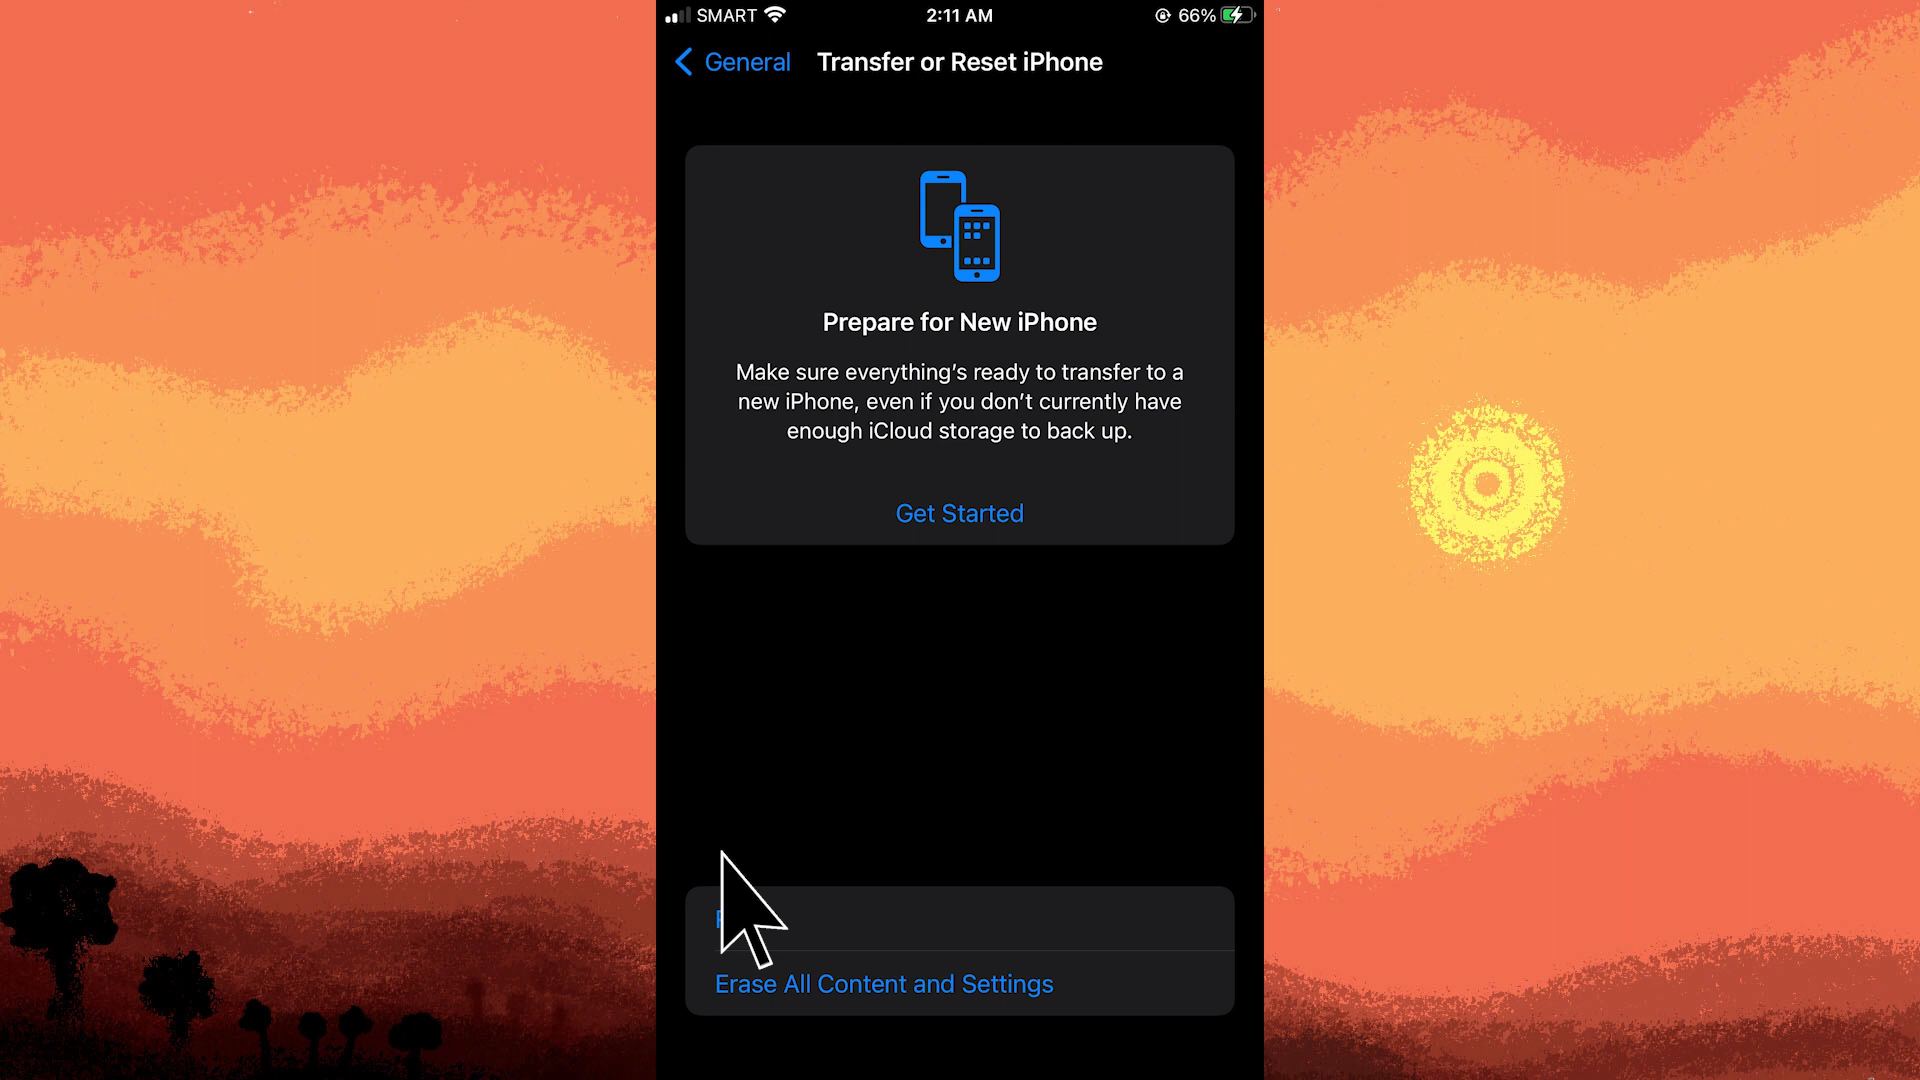 SMART 2:11 AM 66%
General Transfer or Reset iPhone
Prepare for New iPhone
Make sure everything’s ready to transfer to a
new iPhone, even if you don’t currently have
enough iCloud storage to back up.
Get Started
Erase All Content and Settings